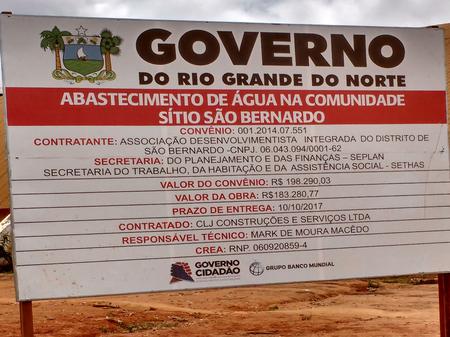 GOVERNO
DO RIO GRANDE DO NORTE
ABASTECIMENTO DE ÁGUA NA COMUNIDADE
SÍTIO SÃO BERNARDO
CONVÊNIO: 001.2014.07.551
CONTRATANTE: ASSOCIAÇÃO DESENVOLVIMENTISTA INTEGRADA DO DISTRITO DE
SÃO BERNARDO -CNPJ. 06.043.094/0001-62
SECRETARIA: DO PLANEJAMENTO E DAS FINANÇAS – SEPLAN
SECRETARIA DO TRABALHO, DA HABITAÇÃO E DA ASSISTÊNCIA SOCIAL - SETHAS
VALOR DO CONVÊNIO: R$ 198.290,03
VALOR DA OBRA: R$183.280,77
PRAZO DE ENTREGA: 10/10/2017
CONTRATADO: CLJ CONSTRUÇÕES E SERVIÇOS LTDA
RESPONSÁVEL TÉCNICO: MARK DE MOURA MACÊDO
CREA: RNP. 060920859-4
GOVERNO CIDADÃO
GRUPO BANCO MUNDIAL